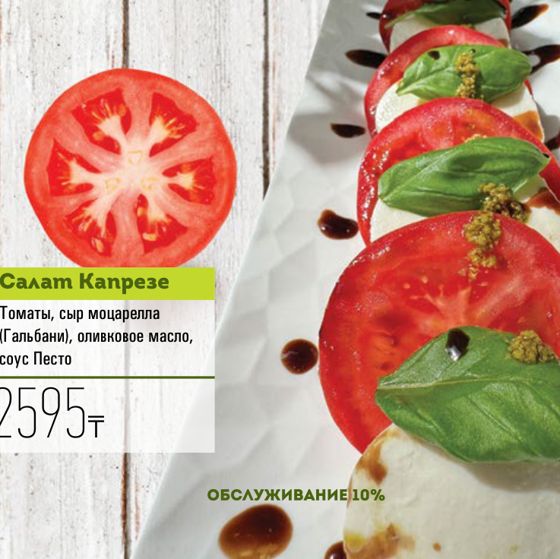 Салат Капрезе
Томаты, сыр моцарелла
(Гальбани), оливковое масло,
соус Песто
2595₸
ОБСЛУЖИВАНИЕ 10%